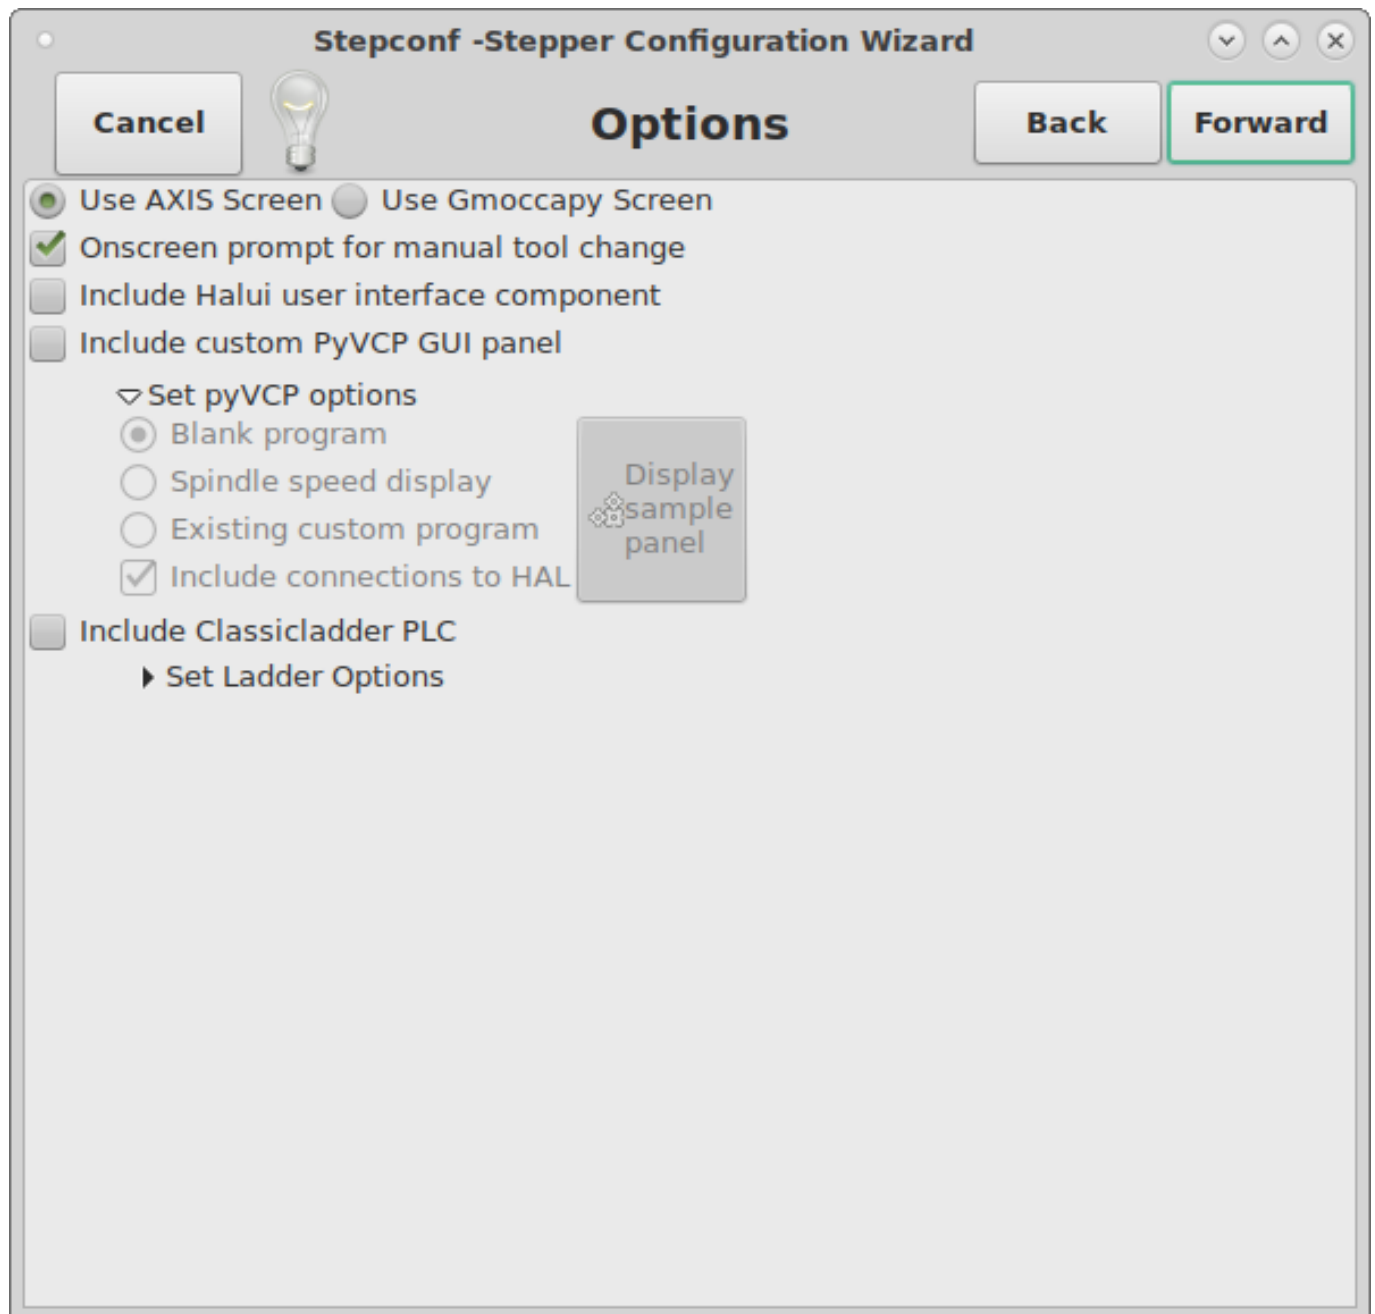 Stepconf -Stepper Configuration Wizard
Cancel
Options
Back
Forward
Use AXIS Screen
Use Gmoccapy Screen
Onscreen prompt for manual tool change
Include Halui user interface component
Include custom PyVCP GUI panel
Set pyVCP options
Blank program
Spindle speed display
Existing custom program
Include connections to HAL
Display
sample
panel
Include Classicladder PLC
Set Ladder Options